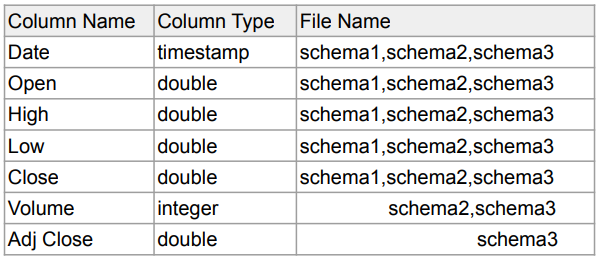 Column Name Column Type File Name
Date timestamp schema1,schema2,schema3
Open double schema1,schema2,schema3
High double schema1,schema2,schema3
Low double schema1,schema2,schema3
Close double schema1,schema2,schema3
Volume integer schema2,schema3
Adj Close double schema3